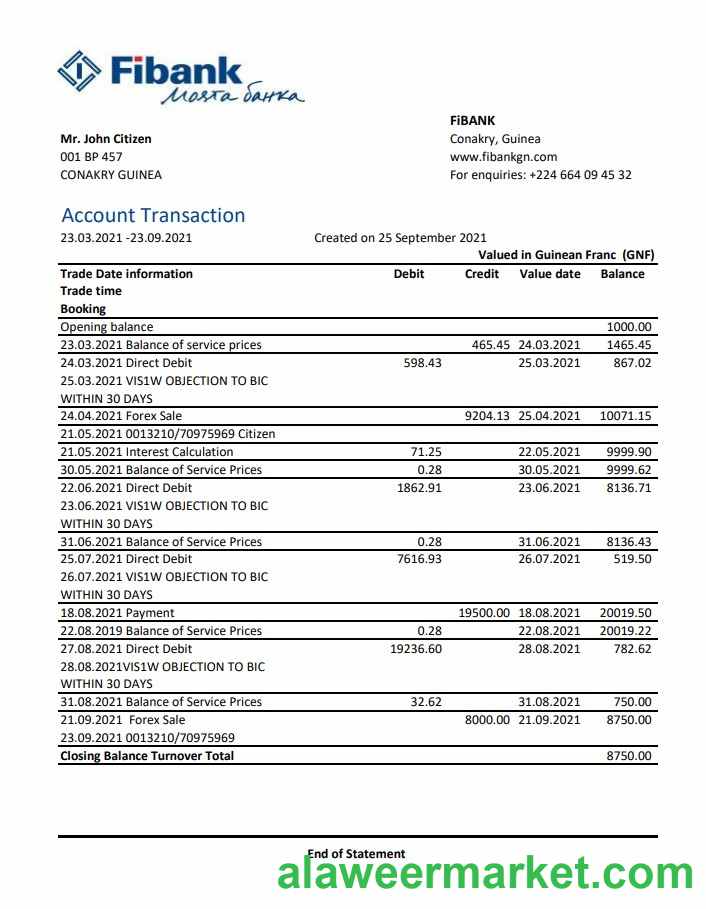 Fibank
Моята банка
FiBANK
Mr. John Citizen Conakry, Guinea
001 BP 457 www.fibankgn.com
CONAKRY GUINEA For enquiries: +224 664 09 45 32
Account Transaction
23.03.2021 -23.09.2021 Created on 25 September 2021
Valued in Guinean Franc (GNF)
Trade Date information Debit Credit Value date Balance
Trade time
Booking
Opening balance 1000.00
23.03.2021 Balance of service prices 465.45 24.03.2021 1465.45
24.03.2021 Direct Debit 598.43 25.03.2021 867.02
25.03.2021 VIS1W OBJECTION TO BIC
WITHIN 30 DAYS
24.04.2021 Forex Sale 9204.13 25.04.2021 10071.15
21.05.2021 0013210/70975969 Citizen
21.05.2021 Interest Calculation 71.25 22.05.2021 9999.90
30.05.2021 Balance of Service Prices 0.28 30.05.2021 9999.62
22.06.2021 Direct Debit 1862.91 23.06.2021 8136.71
23.06.2021 VIS1W OBJECTION TO BIC
WITHIN 30 DAYS
31.06.2021 Balance of Service Prices 0.28 31.06.2021 8136.43
25.07.2021 Direct Debit 7616.93 26.07.2021 519.50
26.07.2021 VIS1W OBJECTION TO BIC
WITHIN 30 DAYS
18.08.2021 Payment 19500.00 18.08.2021 20019.50
22.08.2019 Balance of Service Prices 0.28 22.08.2021 20019.22
27.08.2021 Direct Debit 19236.60 28.08.2021 782.62
28.08.2021VIS1W OBJECTION TO BIC
WITHIN 30 DAYS
31.08.2021 Balance of Service Prices 32.62 31.08.2021 750.00
21.09.2021 Forex Sale 8000.00 21.09.2021 8750.00
23.09.2021 0013210/70975969
Closing Balance Turnover Total 8750.00
End of Statement
alaweermarket.com